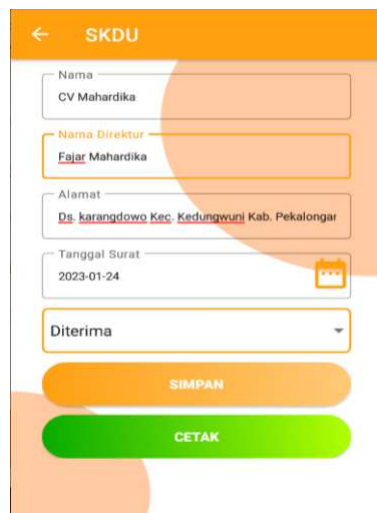 SKDU
Nama
CV Mahardika
Nama Direktur
Fajar Mahardika
Alamat
Ds. karangdowo Kec. Kedungwuni Kab. Pekalongar
Tanggal Surat
2023-01-24
Diterima
SIMPAN
CETAK